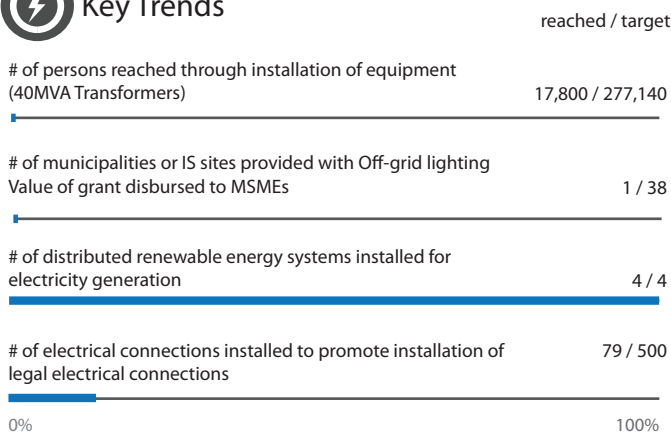 Key Trends
reached / target
# of persons reached through installation of equipment
(40MVA Transformers)
17,800 / 277,140
# of municipalities or IS sites provided with Off-grid lighting
Value of grant disbursed to MSMEs
1 / 38
# of distributed renewable energy systems installed for
electricity generation
4 / 4
# of electrical connections installed to promote installation of
79 / 500
legal electrical connections
0%
100%